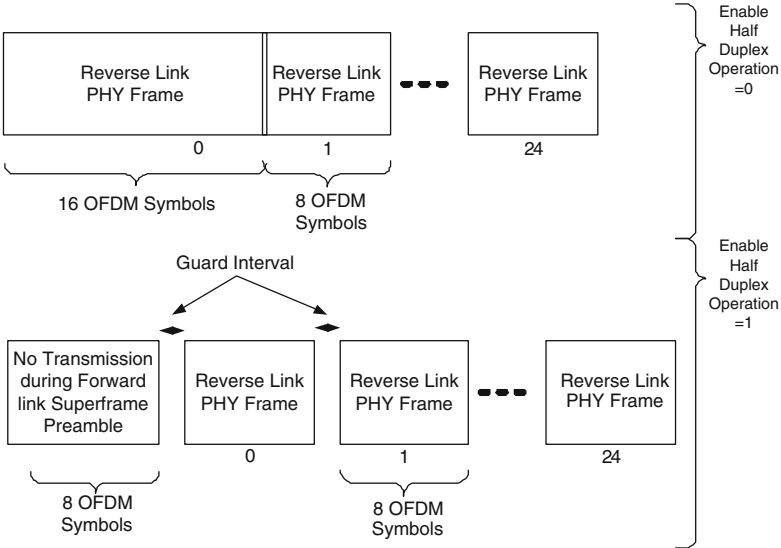 Reverse Link
PHY Frame
Reverse Link
PHY Frame
Reverse Link
PHY Frame
0
1
24
16 OFDM Symbols
8 OFDM
Symbols
Enable
Half
Duplex
Operation
=0
Guard Interval
Enable
Half
Duplex
Operation
=1
No Transmission
during Forward
link Superframe
Preamble
Reverse Link
PHY Frame
Reverse Link
PHY Frame
Reverse Link
PHY Frame
0
1
24
8 OFDM
Symbols
8 OFDM
Symbols